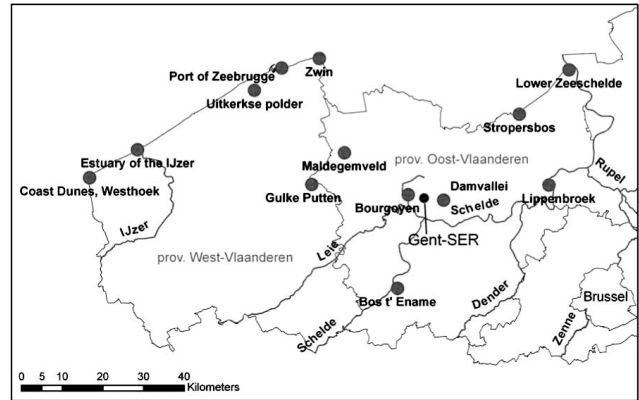 Port of Zeebrugge
Zwin
Lower Zeeschelde
Uitkerkse polder
Stropersbos
Estuary of the IJzer
Maldegemveld
prov. Oost-Vlaanderen
Rupel
Coast Dunes, Westhoek
Gulke Putten
Damvallei
Lippenbroek
Bourgoyen
Schelde
IJzer
Gent-SER
Leie
prov. West-Vlaanderen
Bos t' Ename
Dender
Brussel
Schelde
Zenne
0 5 10 20 30 40
Kilometers